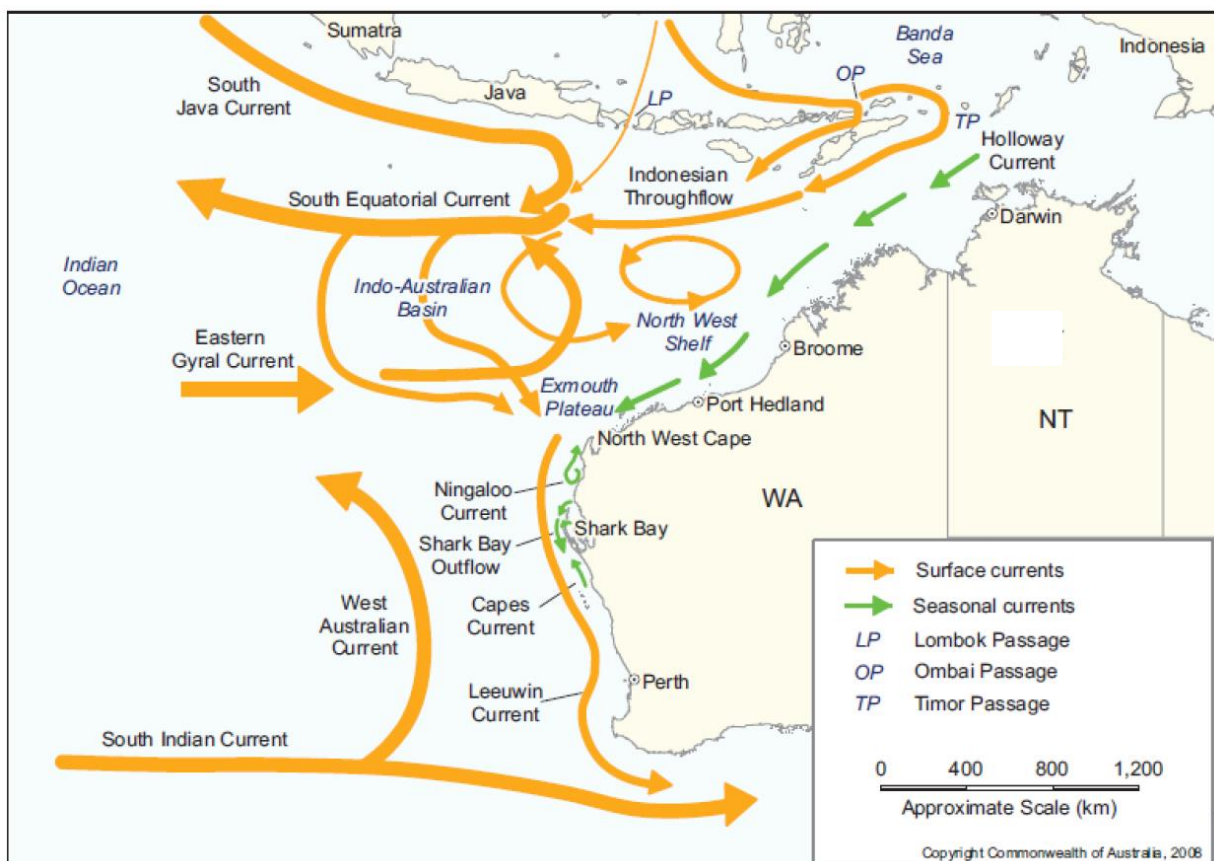 Sumatra
Banda
Sea
Indonesia
South
Java Current
Java
LP
OP
TP
Holloway
Current
Indonesian
Throughflow
South Equatorial Current
Darwin
Indian
Ocean
Indo-Australian
Basin
North West
Shelf
Broome
Eastern
Gyral Current
Exmouth
Plateau
Port Hedland
NT
North West Cape
Ningaloo
Current
WA
Shark Bay
Shark Bay
Outflow
West
Australian
Current
Capes
Current
Leeuwin
Current
Perth
South Indian Current
Surface currents
Seasonal currents
LP Lombok Passage
OP Ombai Passage
TP Timor Passage
0 400 800 1,200
Approximate Scale (km)
Copyright Commonwealth of Australia, 2008